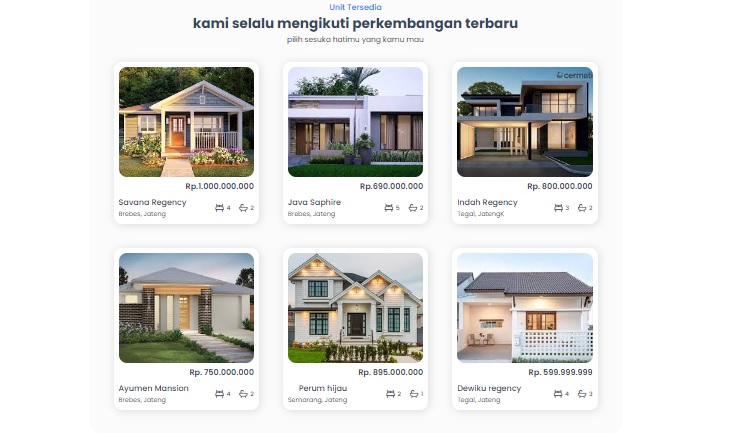 Unit Tersedia
kami selalu mengikuti perkembangan terbaru
pilih sesuka hatimu yang kamu mau
cermati
Rp.1.000.000.000
Savana Regency
4 2
Brebes, Jateng
Rp.690.000.000
Java Saphire
5 2
Brebes, Jateng
Rp. 800.000.000
Indah Regency
3 2
Tegal, JatengK
Rp. 750.000.000
Ayumen Mansion
4 2
Brebes, Jateng
Rp. 895.000.000
Perum hijau
2 1
Semarang, Jateng
Rp. 599.999.999
Dewiku regency
4 3
Tegal, Jateng